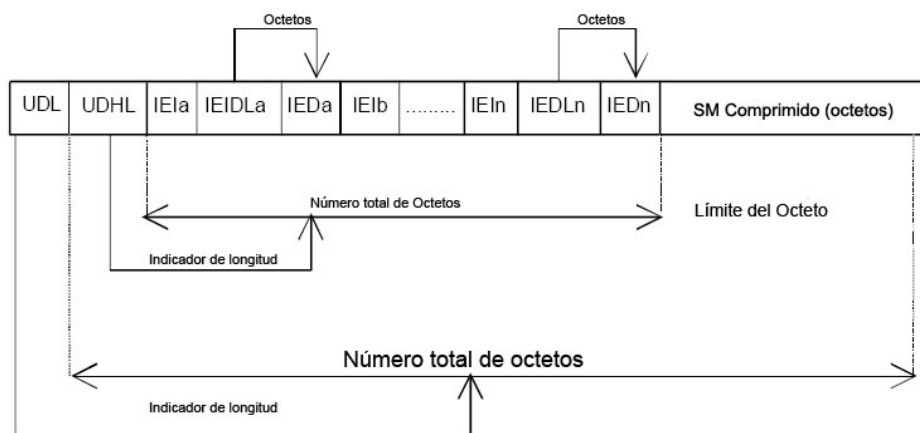 Octetos Octetos
UDL UDHL IEIa IEIDLa IEDa IEIb ......... IEIn IEDLn IEDn SM Comprimido (octetos)
Número total de Octetos
Límite del Octeto
Indicador de longitud
Número total de octetos
Indicador de longitud